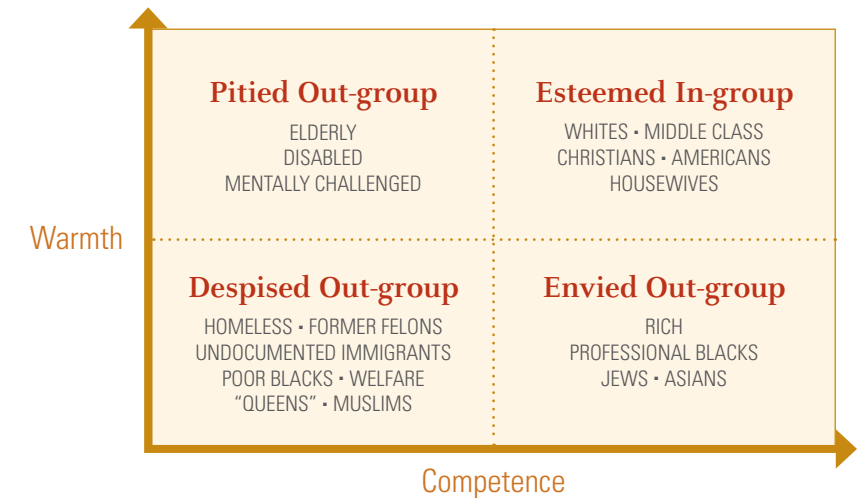 Pitied Out-group
ELDERLY
DISABLED
MENTALLY CHALLENGED
Esteemed In-group
WHITES • MIDDLE CLASS
CHRISTIANS • AMERICANS
HOUSEWIVES
Warmth
Despised Out-group
HOMELESS • FORMER FELONS
UNDOCUMENTED IMMIGRANTS
POOR BLACKS • WELFARE
“QUEENS” • MUSLIMS
Envied Out-group
RICH
PROFESSIONAL BLACKS
JEWS • ASIANS
Competence